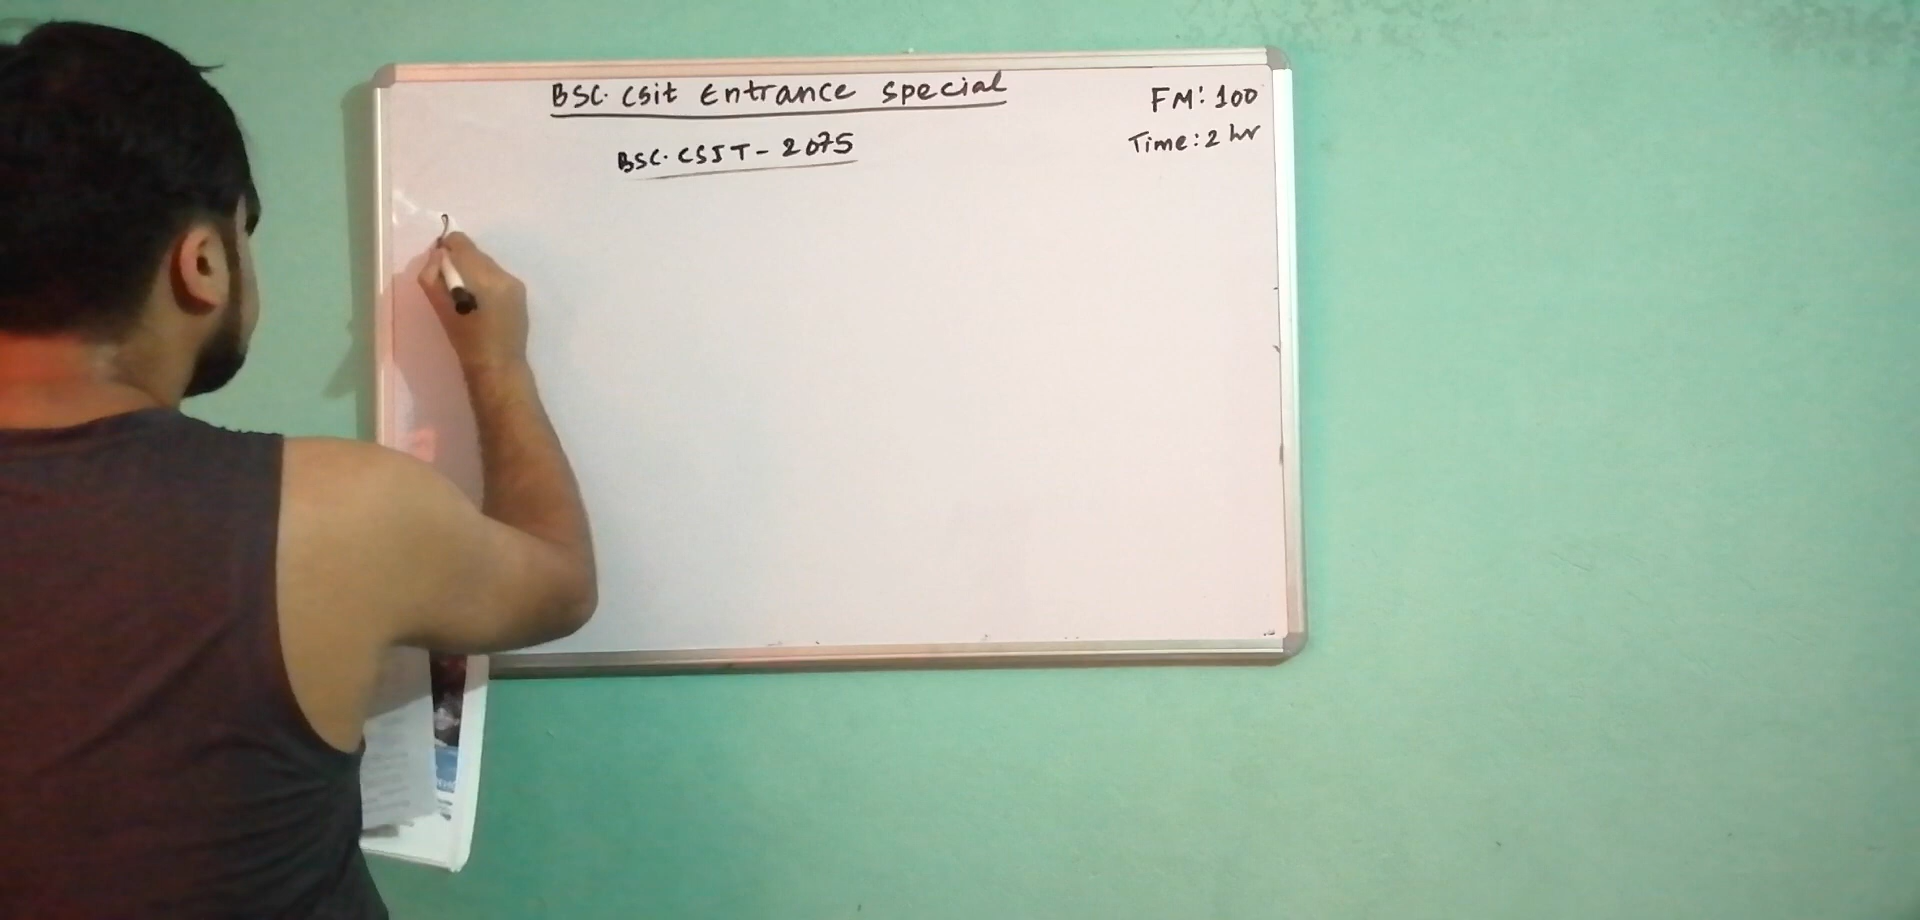 BSC. Csit Entrance special
FM: 100
Time: 2 hr
BSC. CSIT - 2075